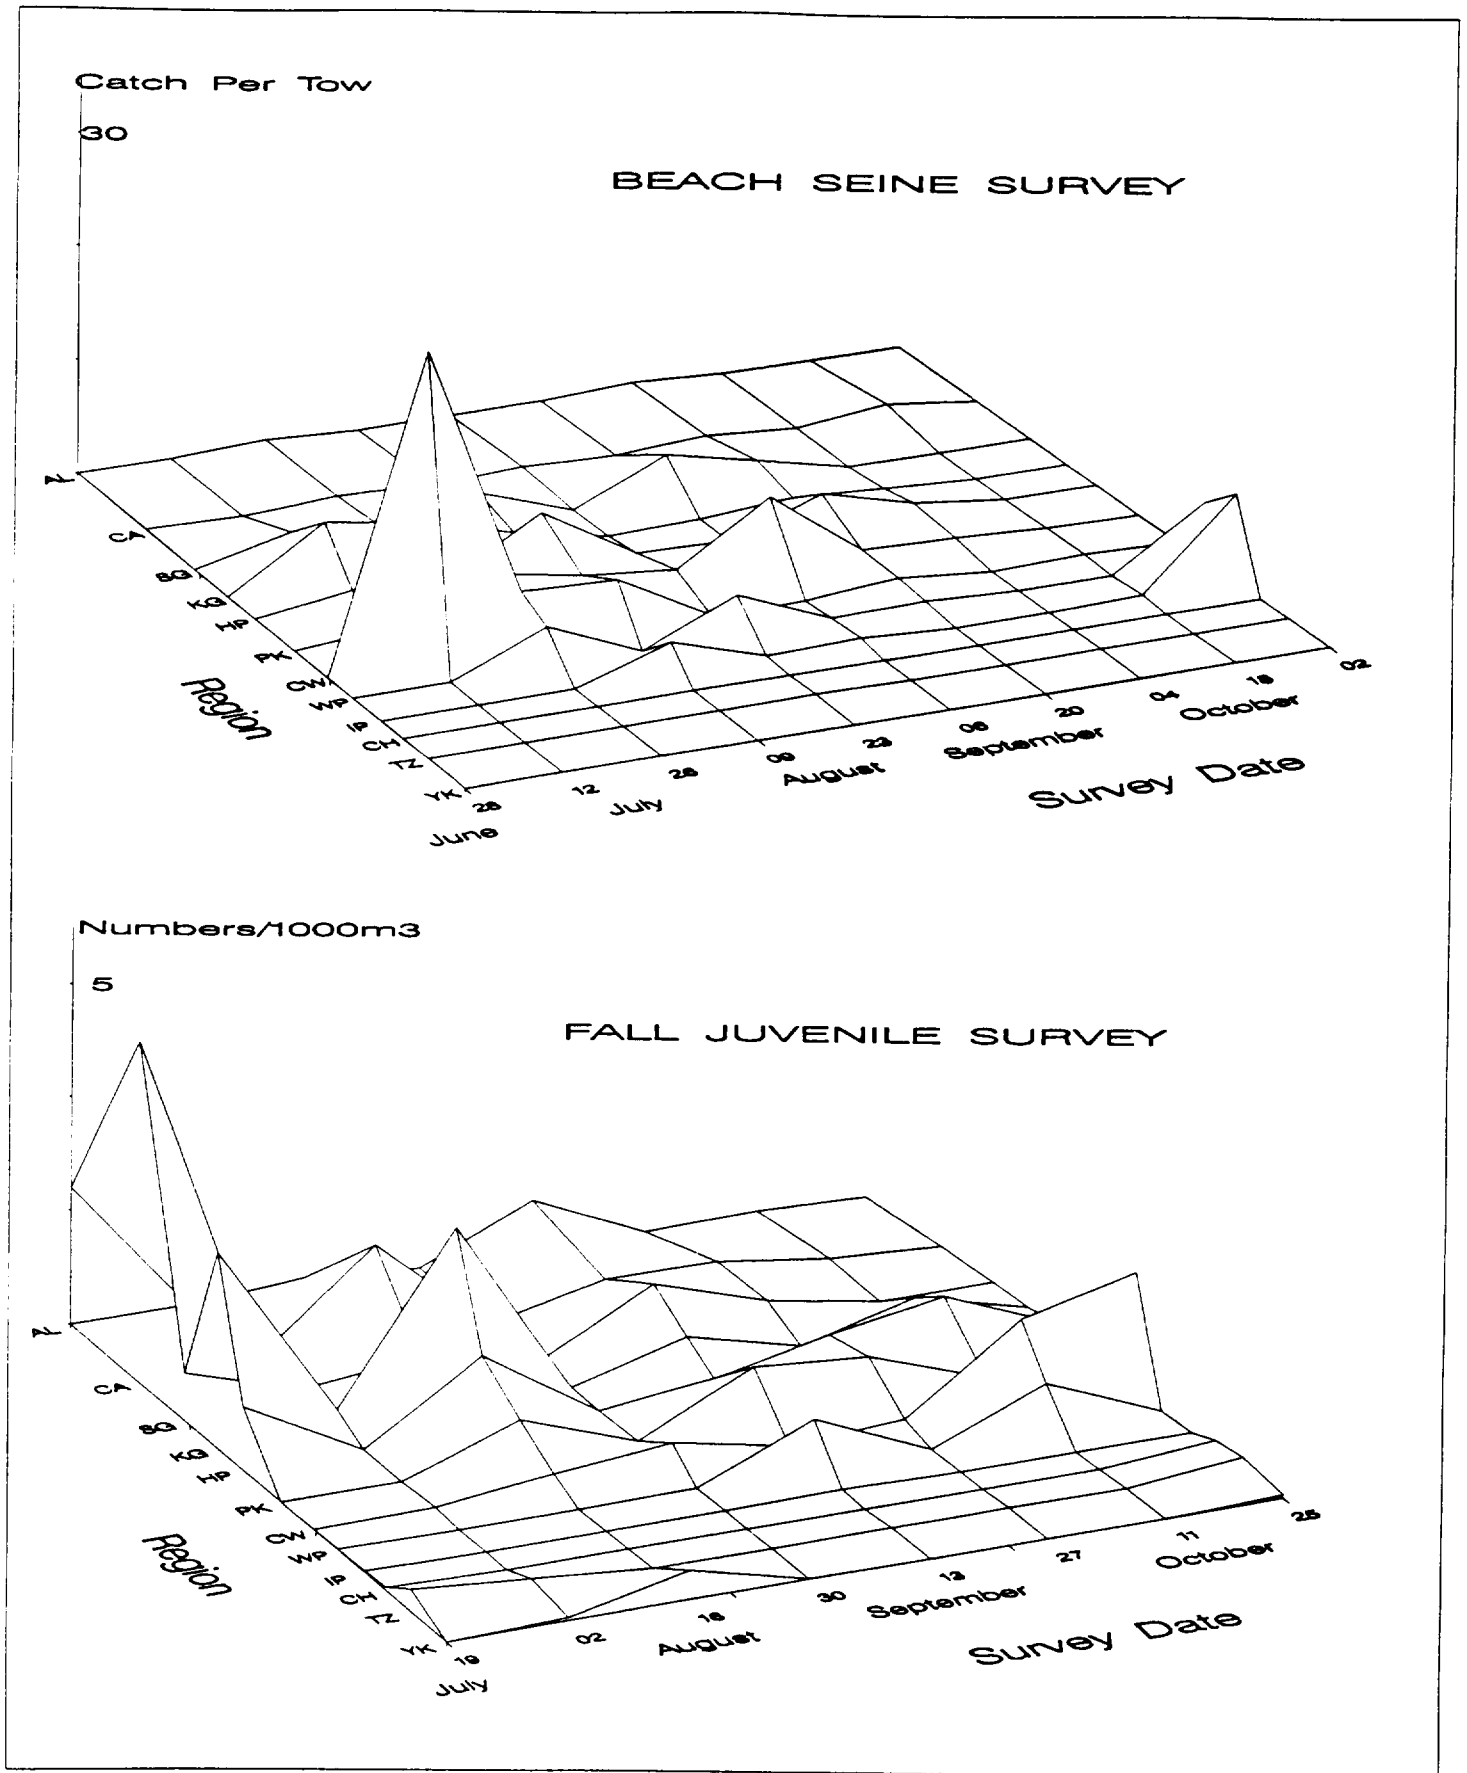 Catch Per Tow
30
BEACH SEINE SURVEY
CA
SG
KG
HP
PK
CW
WP
IP
CH
TZ
YK
Region
28
12
26
09
23
06
20
04
18
02
June
July
August
September
October
Survey Date
Numbers/1000m3
5
FALL JUVENILE SURVEY
CA
SG
KG
HP
PK
CW
WP
IP
CH
TZ
YK
Region
19
02
16
30
13
27
11
25
July
August
September
October
Survey Date